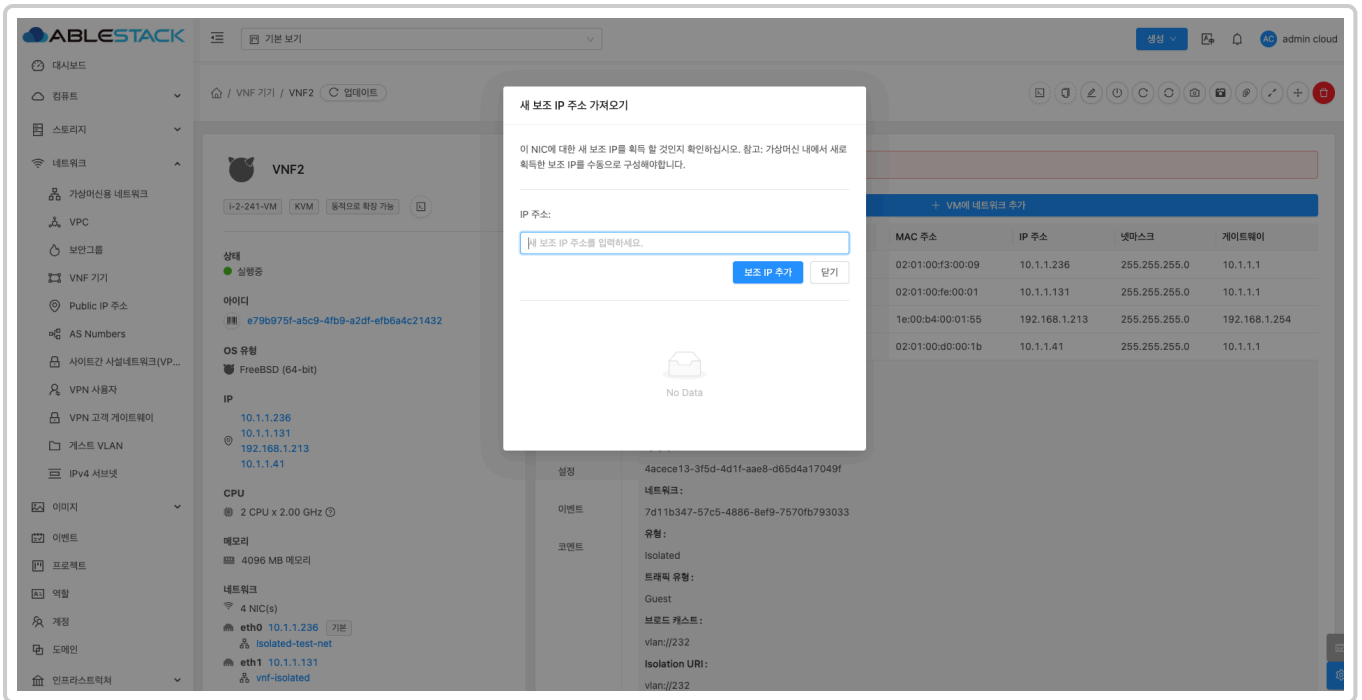 ABLESTACK
기본 보기
생성
AC admin cloud
대시보드
컴퓨트
스토리지
네트워크
가상머신용 네트워크
VPC
보안그룹
VNF 기기
Public IP 주소
AS Numbers
사이트간 사설네트워크(VP...
VPN 사용자
VPN 고객 게이트웨이
게스트 VLAN
IPv4 서브넷
이미지
이벤트
프로젝트
역할
계정
도메인
인프라스트럭쳐
/ VNF 기기 / VNF2 업데이트
VNF2
i-2-241-VM KVM 동적으로 확장 가능
상태
실행중
아이디
e79b975f-a5c9-4fb9-a2df-efb6a4c21432
OS 유형
FreeBSD (64-bit)
IP
10.1.1.236
10.1.1.131
192.168.1.213
10.1.1.41
CPU
2 CPU x 2.00 GHz
메모리
4096 MB 메모리
네트워크
4 NIC(s)
eth0 10.1.1.236 기본
isolated-test-net
eth1 10.1.1.131
vnf-isolated
새 보조 IP 주소 가져오기
이 NIC에 대한 새 보조 IP를 획득 할 것인지 확인하십시오. 참고: 가상머신 내에서 새로
획득한 보조 IP를 수동으로 구성해야합니다.
IP 주소:
새 보조 IP 주소를 입력하세요.
보조 IP 추가 닫기
No Data
+ VM에 네트워크 추가
MAC 주소 IP 주소 넷마스크 게이트웨이
02:01:00:f3:00:09 10.1.1.236 255.255.255.0 10.1.1.1
02:01:00:fe:00:01 10.1.1.131 255.255.255.0 10.1.1.1
1e:00:b4:00:01:55 192.168.1.213 255.255.255.0 192.168.1.254
02:01:00:d0:00:1b 10.1.1.41 255.255.255.0 10.1.1.1
설정
이벤트
코멘트
4acece13-3f5d-4d1f-aae8-d65d4a17049f
네트워크 :
7d11b347-57c5-4886-8ef9-7570fb793033
유형 :
Isolated
트래픽 유형 :
Guest
브로드 캐스트 :
vlan://232
Isolation URI :
vlan://232